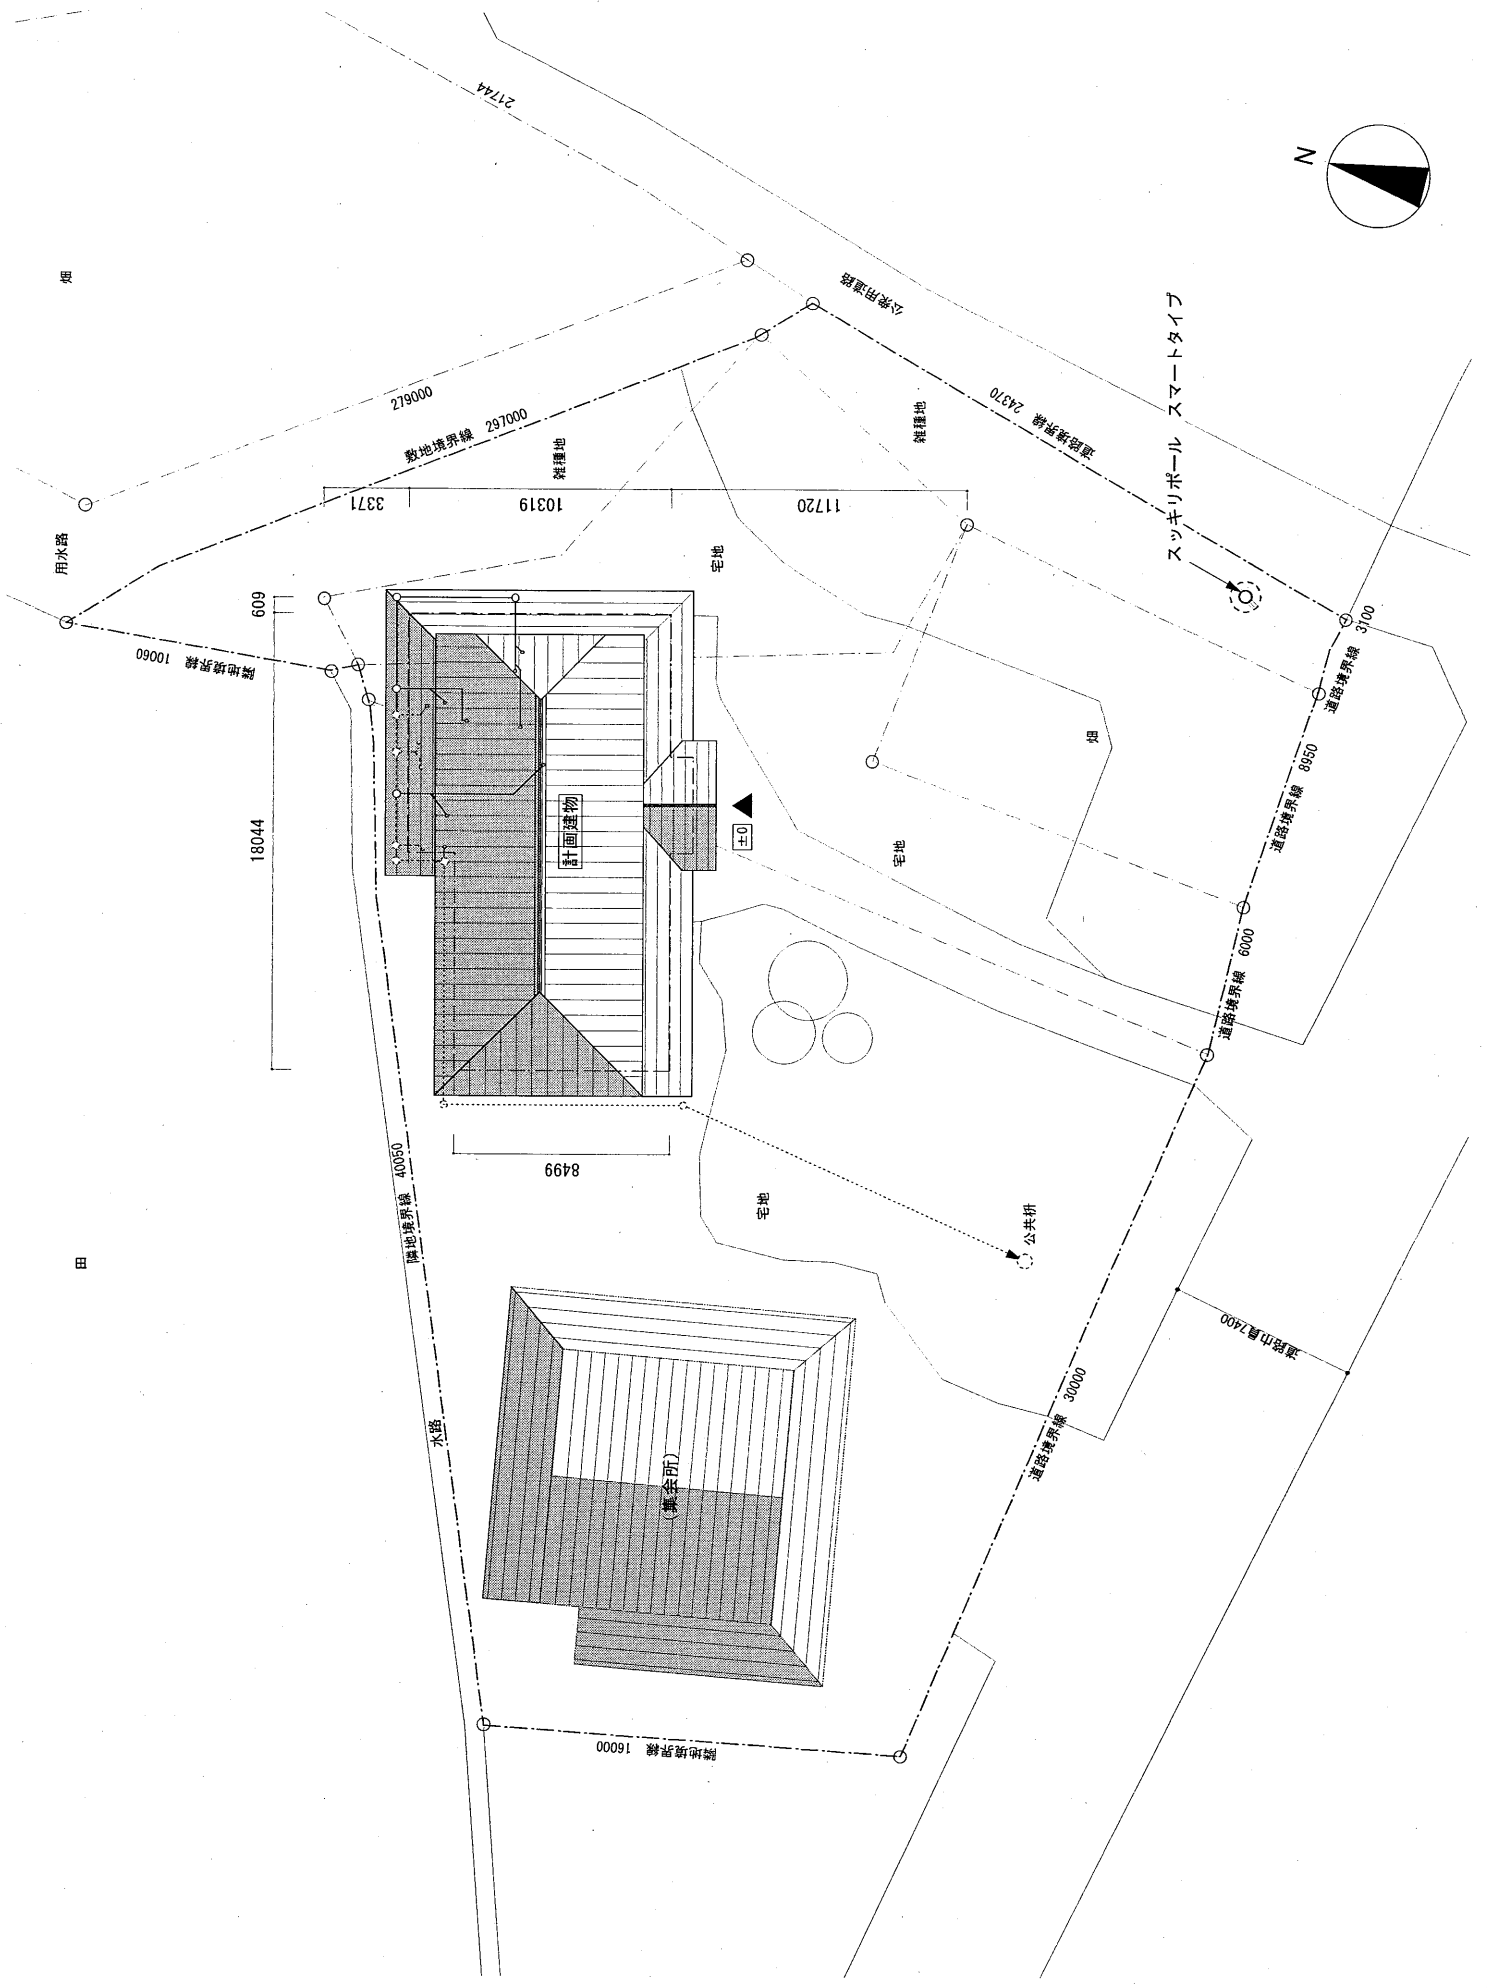 21744
N
畑
公衆用道路
スッキリポール スマートタイプ
279000
敷地境界線 297000
雑種地
雑種地
道路境界線 24370
用水路
3371
10319
11720
宅地
609
隣地境界線 10060
道路境界線 3100
畑
道路境界線 8950
18044
計画建物
±0
宅地
道路境界線 6000
8499
隣地境界線 40050
宅地
公共枡
田
道路巾員7400
道路境界線 30000
水路
(集会所)
隣地境界線 16000